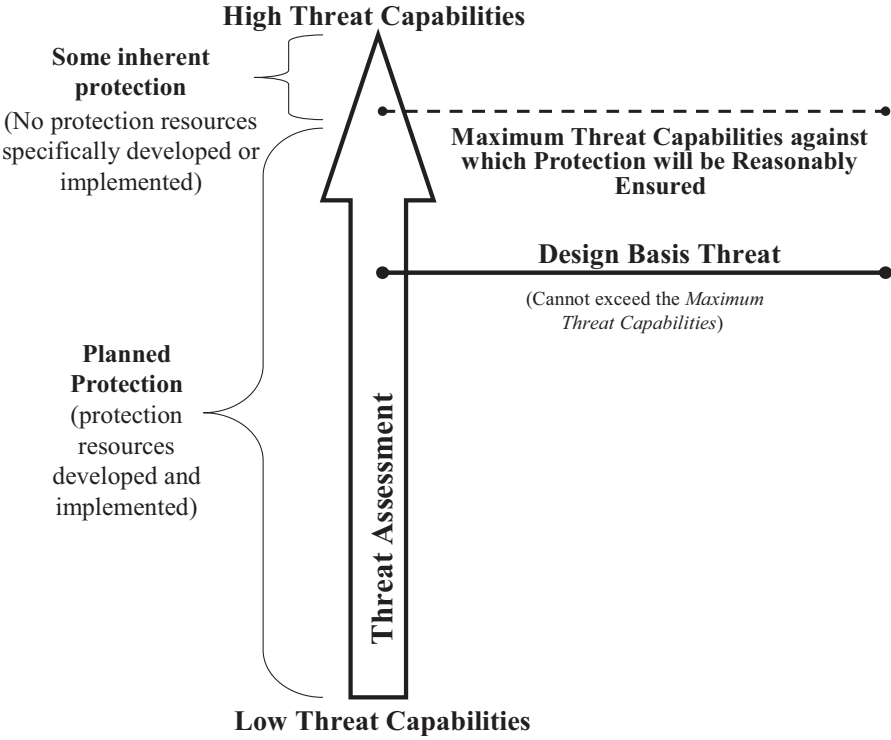 High Threat Capabilities
Some inherent
protection
(No protection resources
specifically developed or
implemented)
Maximum Threat Capabilities against
which Protection will be Reasonably
Ensured
Design Basis Threat
(Cannot exceed the Maximum
Threat Capabilities)
Planned
Protection
(protection
resources
developed and
implemented)
Threat Assessment
Low Threat Capabilities